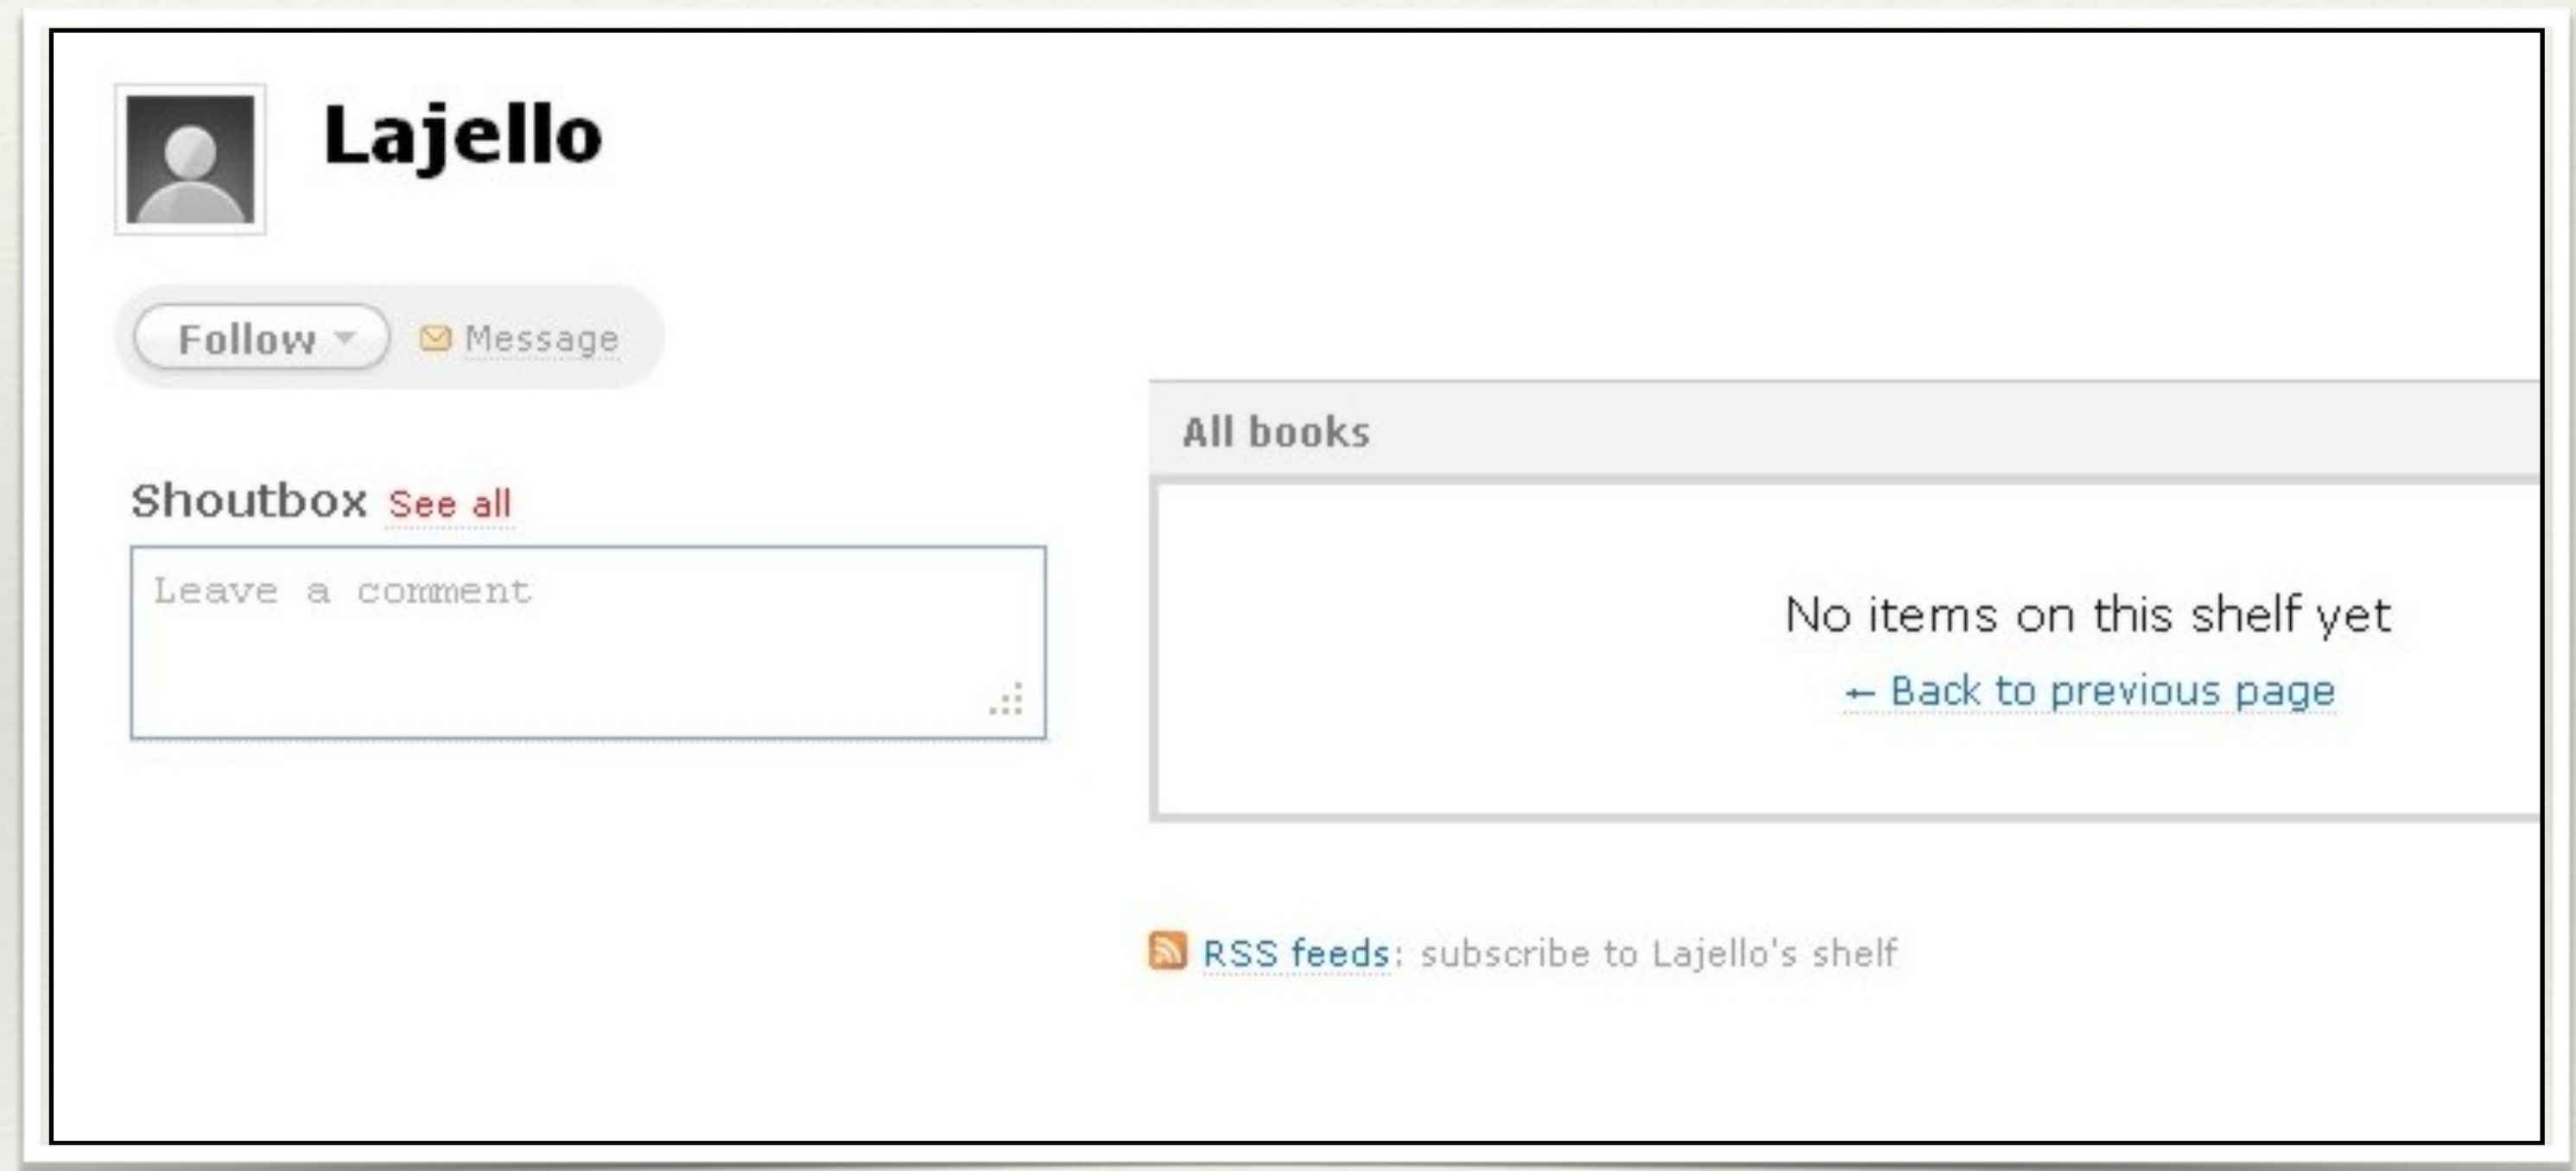 Lajello
Follow
Message
Shoutbox See all
Leave a comment
All books
No items on this shelf yet
← Back to previous page
RSS feeds: subscribe to Lajello's shelf